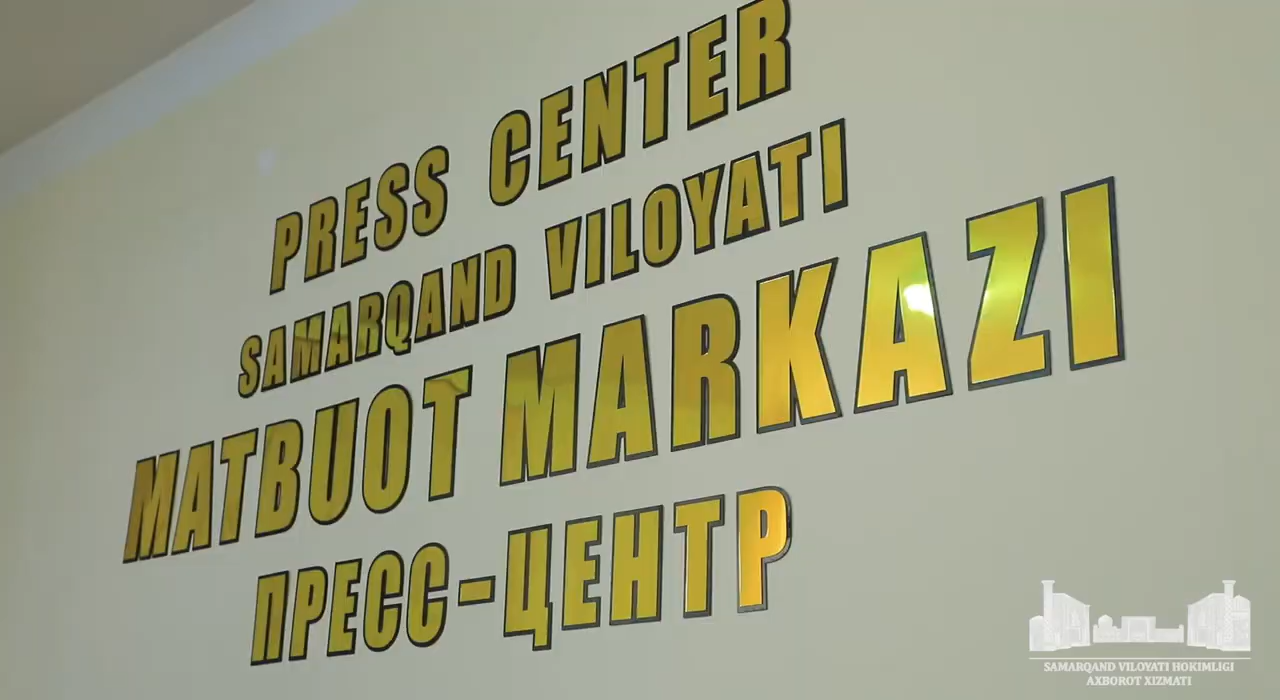 PRESS CENTER
SAMARQAND VILOYATI
MATBUOT MARKAZI
ПРЕСС-ЦЕНТР
SAMARQAND VILOYATI HOKIMLIGI
AXBOROT XIZMATI